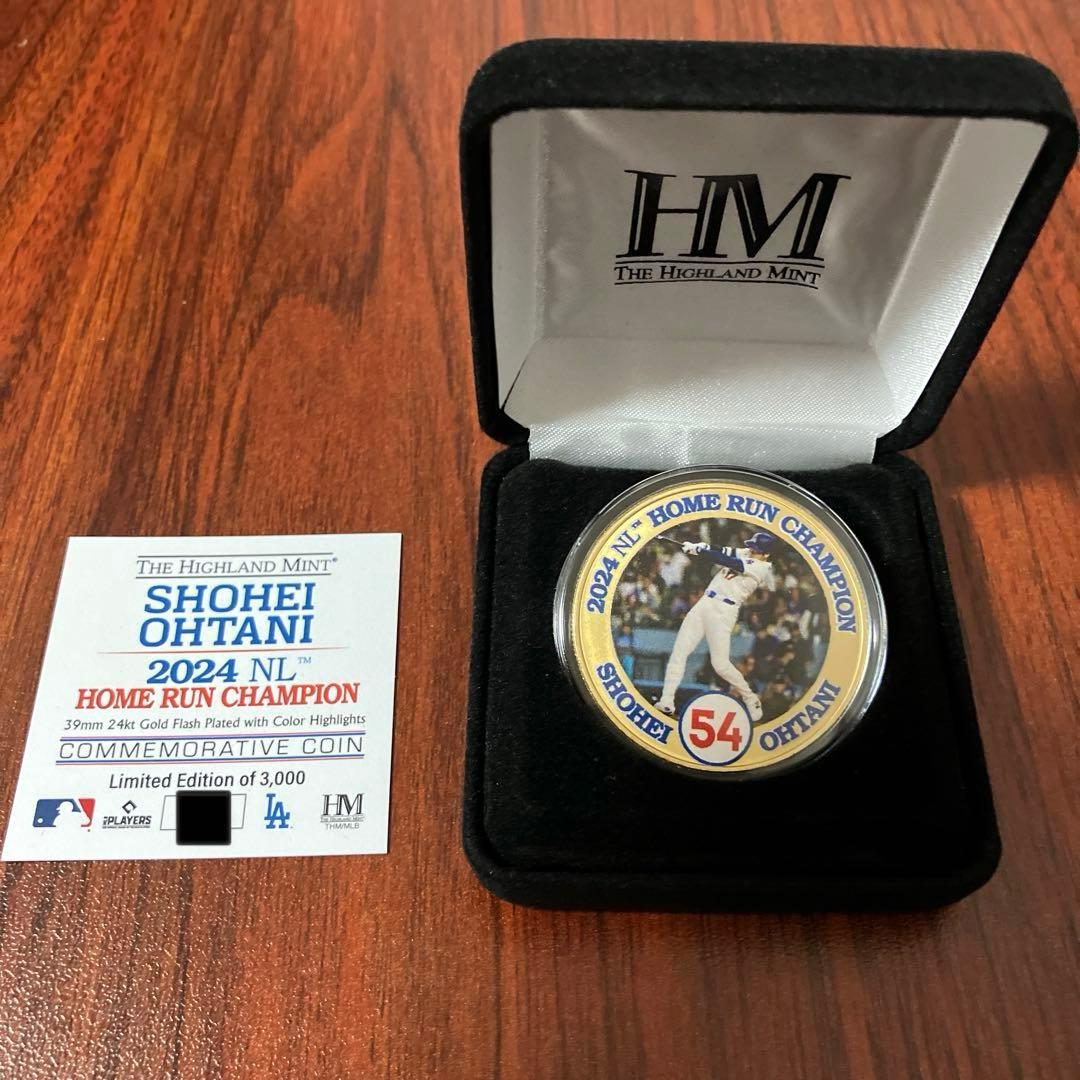 HM
THE HIGHLAND MINT
2024 NL™ HOME RUN CHAMPION
SHOHEI
54
OHTANI
17
THE HIGHLAND MINT®
SHOHEI
OHTANI
2024 NL™
HOME RUN CHAMPION
39mm 24kt Gold Flash Plated with Color Highlights
COMMEMORATIVE COIN
Limited Edition of 3,000
PLAYERS
LA
HM
THE HIGHLAND MINT
THM/MLB